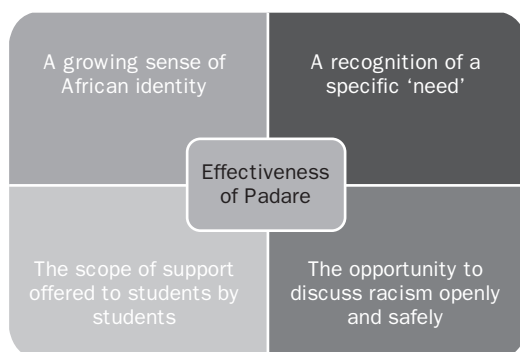 A growing sense of
African identity
A recognition of a
specific ‘need’
Effectiveness
of Padare
The scope of support
offered to students by
students
The opportunity to
discuss racism openly
and safely